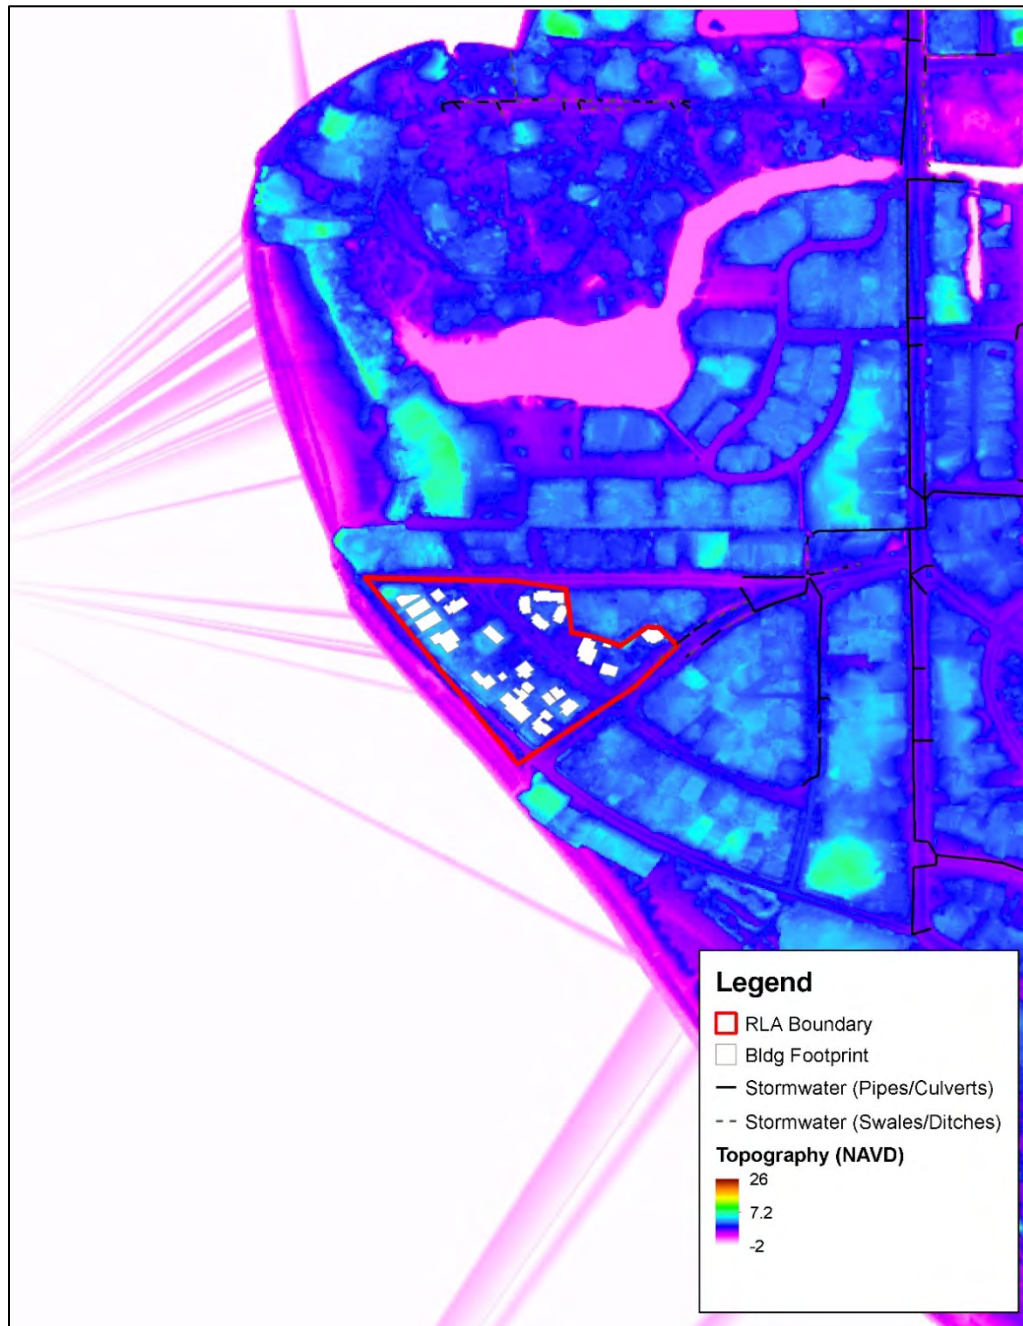 Legend
RLA Boundary
Bldg Footprint
Stormwater (Pipes/Culverts)
Stormwater (Swales/Ditches)
Topography (NAVD)
26
7.2
-2